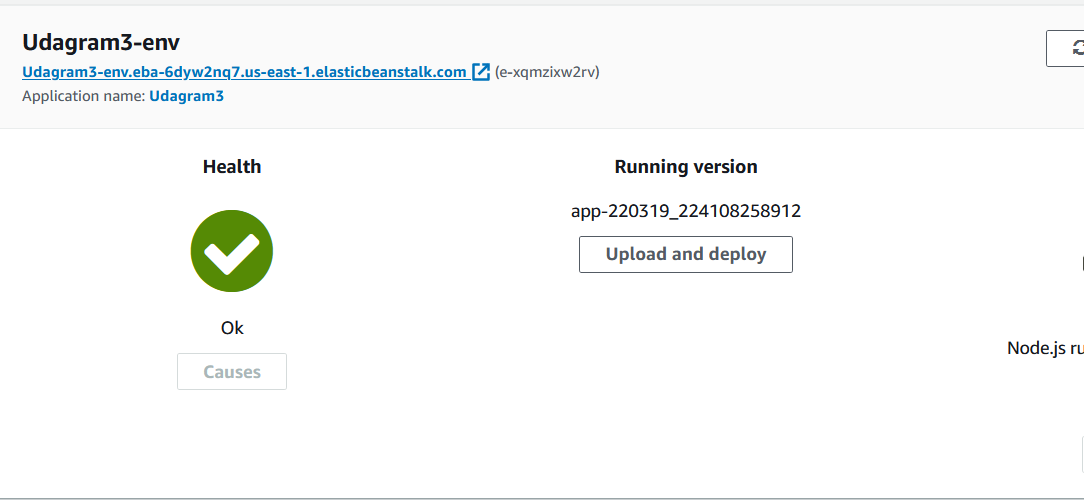 Udagram3-env
Udagram3-env.eba-6dyw2nq7.us-east-1.elasticbeanstalk.com (e-xqmzixw2rv)
Application name: Udagram3
Health
Running version
app-220319_224108258912
Upload and deploy
Ok
Node.js ru
Causes